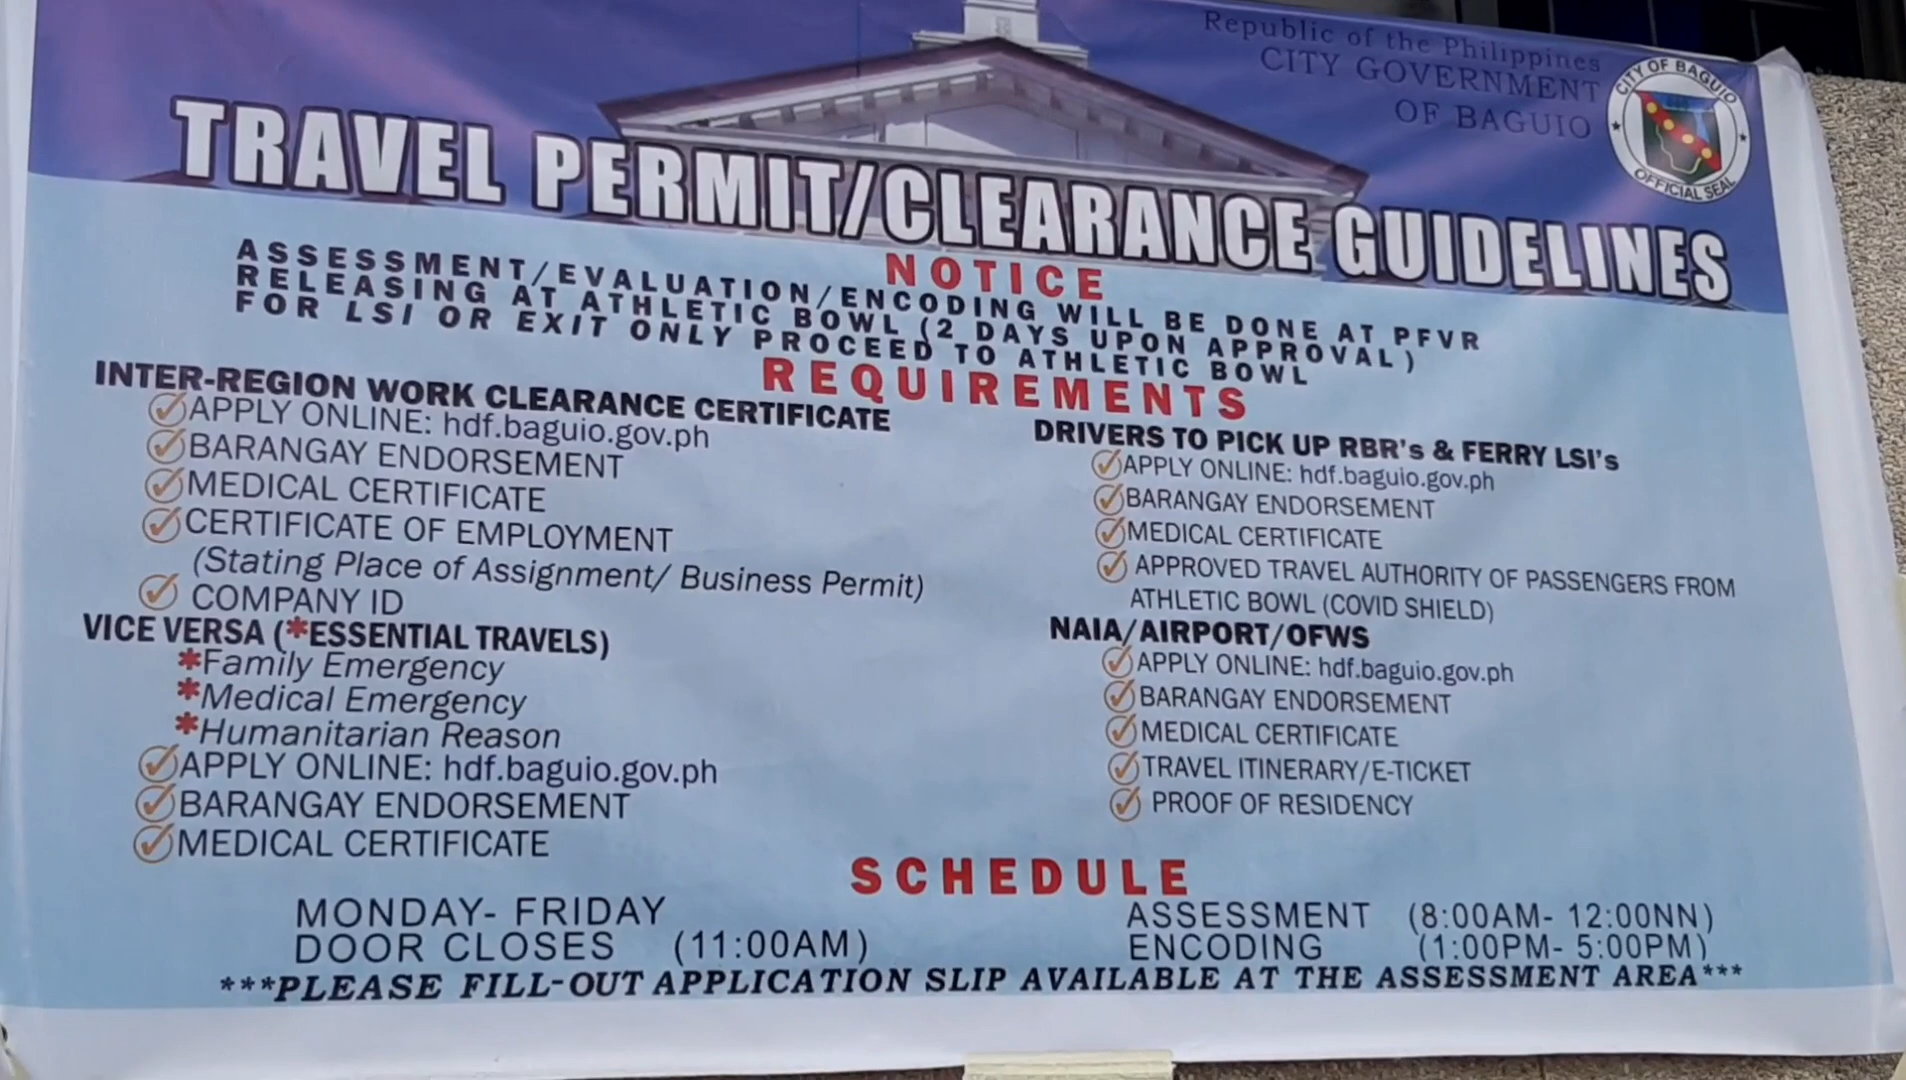 Republic of the Philippines
CITY GOVERNMENT
OF BAGUIO
CITY OF BAGUIO
OFFICIAL SEAL
TRAVEL PERMIT/CLEARANCE GUIDELINES
NOTICE
ASSESSMENT/EVALUATION/ENCODING WILL BE DONE AT PFVR
RELEASING AT ATHLETIC BOWL (2 DAYS UPON APPROVAL)
FOR LSI OR EXIT ONLY PROCEED TO ATHLETIC BOWL
REQUIREMENTS
INTER-REGION WORK CLEARANCE CERTIFICATE
APPLY ONLINE: hdf.baguio.gov.ph
BARANGAY ENDORSEMENT
MEDICAL CERTIFICATE
CERTIFICATE OF EMPLOYMENT
(Stating Place of Assignment/ Business Permit)
COMPANY ID
VICE VERSA (*ESSENTIAL TRAVELS)
*Family Emergency
*Medical Emergency
*Humanitarian Reason
APPLY ONLINE: hdf.baguio.gov.ph
BARANGAY ENDORSEMENT
MEDICAL CERTIFICATE
DRIVERS TO PICK UP RBR's & FERRY LSI's
APPLY ONLINE: hdf.baguio.gov.ph
BARANGAY ENDORSEMENT
MEDICAL CERTIFICATE
APPROVED TRAVEL AUTHORITY OF PASSENGERS FROM
ATHLETIC BOWL (COVID SHIELD)
NAIA/AIRPORT/OFWS
APPLY ONLINE: hdf.baguio.gov.ph
BARANGAY ENDORSEMENT
MEDICAL CERTIFICATE
TRAVEL ITINERARY/E-TICKET
PROOF OF RESIDENCY
SCHEDULE
MONDAY- FRIDAY
DOOR CLOSES (11:00AM)
ASSESSMENT (8:00AM- 12:00NN)
ENCODING (1:00PM- 5:00PM)
***PLEASE FILL-OUT APPLICATION SLIP AVAILABLE AT THE ASSESSMENT AREA***